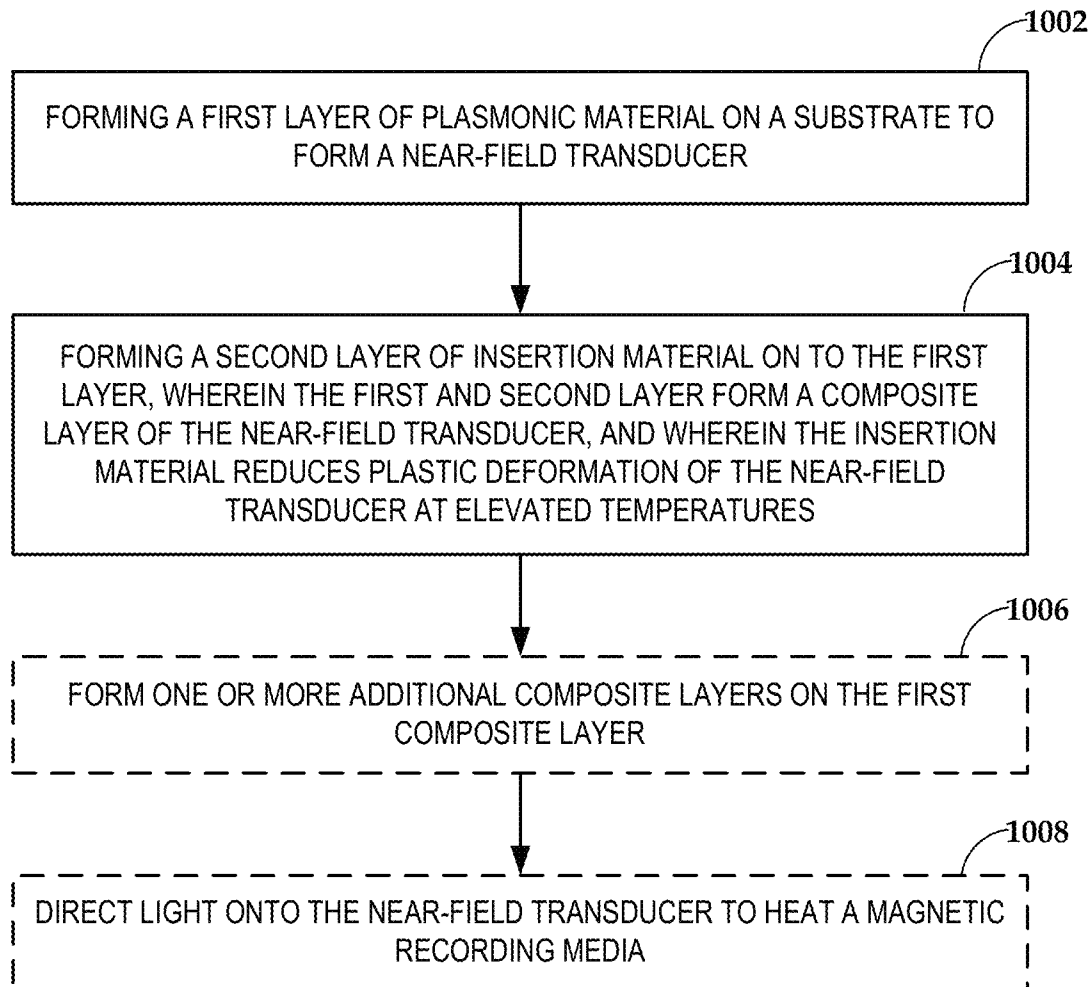 1002
FORMING A FIRST LAYER OF PLASMONIC MATERIAL ON A SUBSTRATE TO
FORM A NEAR-FIELD TRANSDUCER
1004
FORMING A SECOND LAYER OF INSERTION MATERIAL ON TO THE FIRST
LAYER, WHEREIN THE FIRST AND SECOND LAYER FORM A COMPOSITE
LAYER OF THE NEAR-FIELD TRANSDUCER, AND WHEREIN THE INSERTION
MATERIAL REDUCES PLASTIC DEFORMATION OF THE NEAR-FIELD
TRANSDUCER AT ELEVATED TEMPERATURES
1006
FORM ONE OR MORE ADDITIONAL COMPOSITE LAYERS ON THE FIRST
COMPOSITE LAYER
1008
DIRECT LIGHT ONTO THE NEAR-FIELD TRANSDUCER TO HEAT A MAGNETIC
RECORDING MEDIA